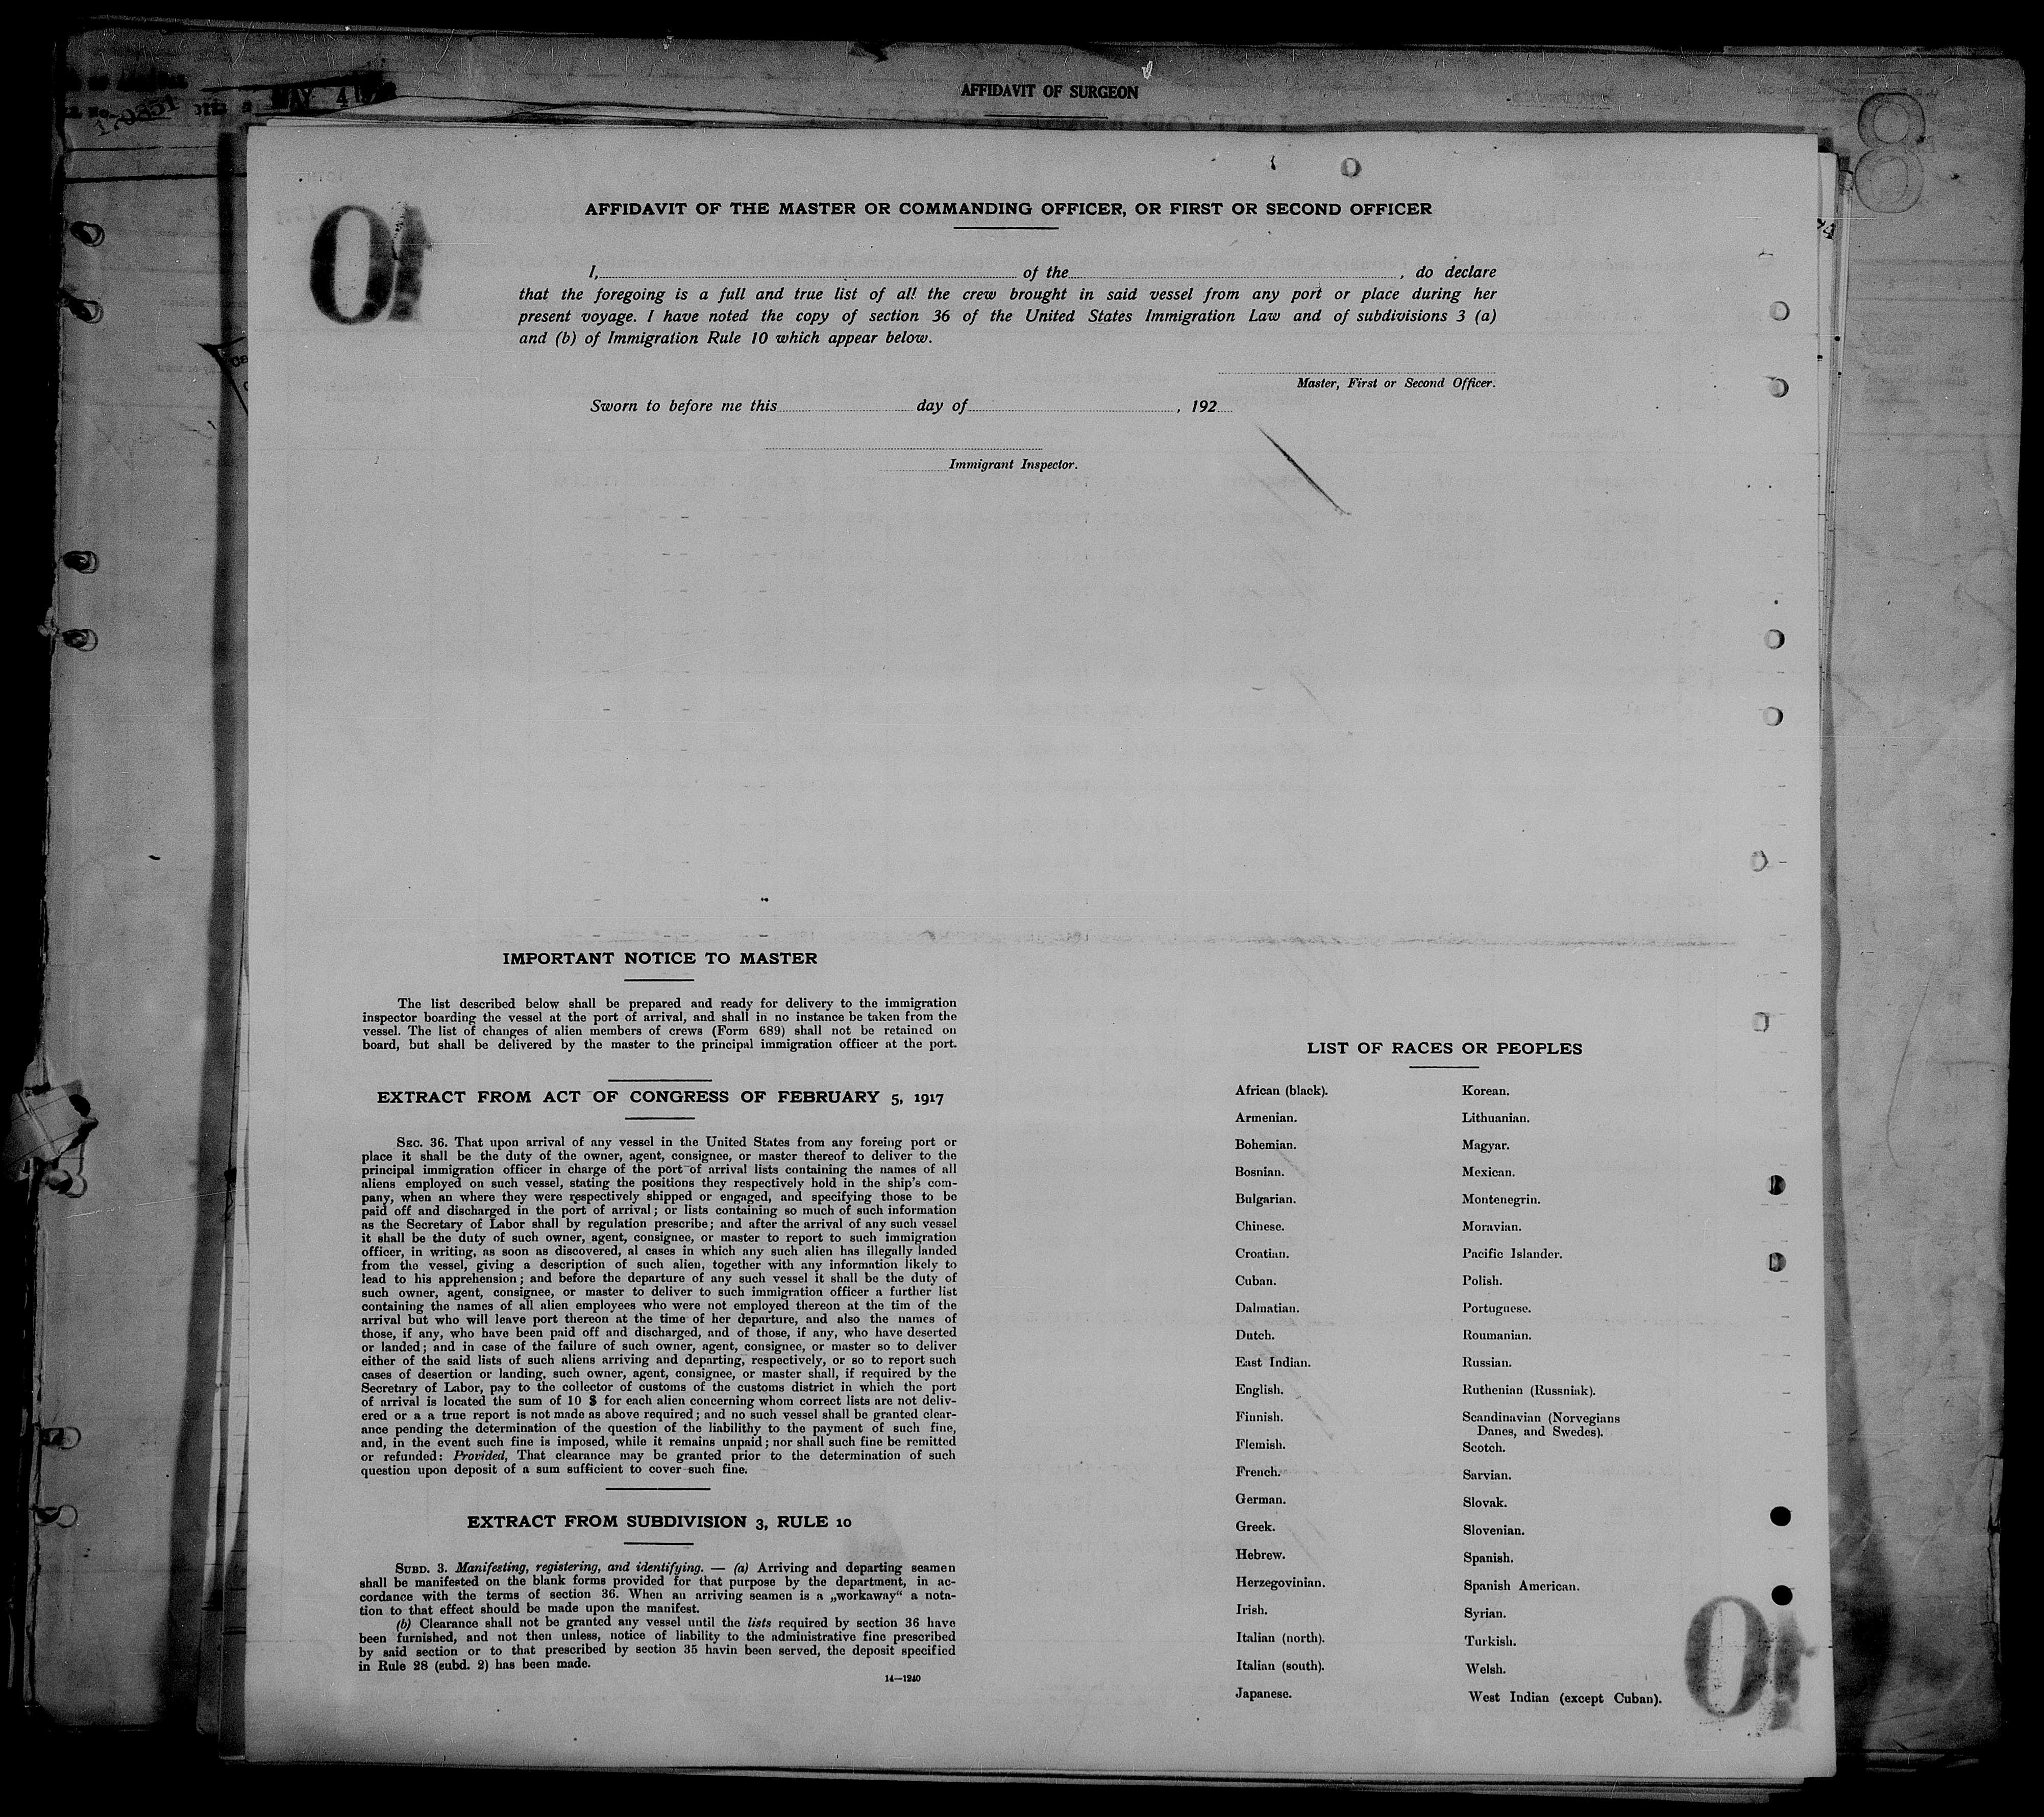 AFFIDAVIT OF SURGEON
MAY 4
8
AFFIDAVIT OF THE MASTER OR COMMANDING OFFICER, OR FIRST OR SECOND OFFICER
I, of the , do declare
that the foregoing is a full and true list of all the crew brought in said vessel from any port or place during her
present voyage. I have noted the copy of section 36 of the United States Immigration Law and of subdivisions 3 (a)
and (b) of Immigration Rule 10 which appear below.
Master, First or Second Officer.
Sworn to before me this day of , 192
Immigrant Inspector.
IMPORTANT NOTICE TO MASTER
The list described below shall be prepared and ready for delivery to the immigration
inspector boarding the vessel at the port of arrival, and shall in no instance be taken from the
vessel. The list of changes of alien members of crews (Form 689) shall not be retained on
board, but shall be delivered by the master to the principal immigration officer at the port.
EXTRACT FROM ACT OF CONGRESS OF FEBRUARY 5, 1917
SEC. 36. That upon arrival of any vessel in the United States from any foreing port or
place it shall be the duty of the owner, agent, consignee, or master thereof to deliver to the
principal immigration officer in charge of the port of arrival lists containing the names of all
aliens employed on such vessel, stating the positions they respectively hold in the ship's com-
pany, when an where they were respectively shipped or engaged, and specifying those to be
paid off and discharged in the port of arrival; or lists containing so much of such information
as the Secretary of Labor shall by regulation prescribe; and after the arrival of any such vessel
it shall be the duty of such owner, agent, consignee, or master to report to such immigration
officer, in writing, as soon as discovered, al cases in which any such alien has illegally landed
from the vessel, giving a description of such alien, together with any information likely to
lead to his apprehension; and before the departure of any such vessel it shall be the duty of
such owner, agent, consignee, or master to deliver to such immigration officer a further list
containing the names of all alien employees who were not employed thereon at the tim of the
arrival but who will leave port thereon at the time of her departure, and also the names of
those, if any, who have been paid off and discharged, and of those, if any, who have deserted
or landed; and in case of the failure of such owner, agent, consignee, or master so to deliver
either of the said lists of such aliens arriving and departing, respectively, or so to report such
cases of desertion or landing, such owner, agent, consignee, or master shall, if required by the
Secretary of Labor, pay to the collector of customs of the customs district in which the port
of arrival is located the sum of 10 $ for each alien concerning whom correct lists are not deliv-
ered or a a true report is not made as above required; and no such vessel shall be granted clear-
ance pending the determination of the question of the liabilithy to the payment of such fine,
and, in the event such fine is imposed, while it remains unpaid; nor shall such fine be remitted
or refunded: Provided, That clearance may be granted prior to the determination of such
question upon deposit of a sum sufficient to cover such fine.
EXTRACT FROM SUBDIVISION 3, RULE 10
SUBD. 3. Manifesting, registering, and identifying. — (a) Arriving and departing seamen
shall be manifested on the blank forms provided for that purpose by the department, in ac-
cordance with the terms of section 36. When an arriving seamen is a „workaway“ a nota-
tion to that effect should be made upon the manifest.
(b) Clearance shall not be granted any vessel until the lists required by section 36 have
been furnished, and not then unless, notice of liability to the administrative fine prescribed
by said section or to that prescribed by section 35 havin been served, the deposit specified
in Rule 28 (subd. 2) has been made.
14—1240
LIST OF RACES OR PEOPLES
African (black).
Armenian.
Bohemian.
Bosnian.
Bulgarian.
Chinese.
Croatian.
Cuban.
Dalmatian.
Dutch.
East Indian.
English.
Finnish.
Flemish.
French.
German.
Greek.
Hebrew.
Herzegovinian.
Irish.
Italian (north).
Italian (south).
Japanese.
Korean.
Lithuanian.
Magyar.
Mexican.
Montenegrin.
Moravian.
Pacific Islander.
Polish.
Portuguese.
Roumanian.
Russian.
Ruthenian (Russniak).
Scandinavian (Norvegians
Danes, and Swedes).
Scotch.
Sarvian.
Slovak.
Slovenian.
Spanish.
Spanish American.
Syrian.
Turkish.
Welsh.
West Indian (except Cuban).